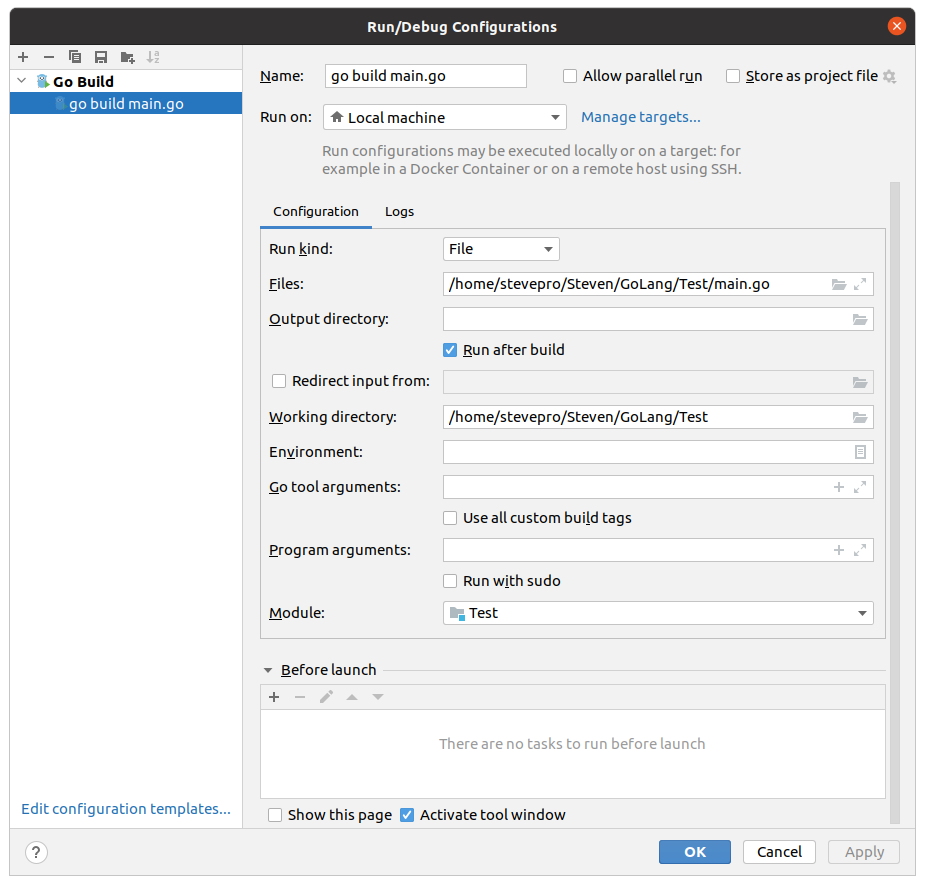 Run/Debug Configurations
Go Build
go build main.go
Edit configuration templates...
Name: go build main.go Allow parallel run Store as project file
Run on: Local machine Manage targets...
Run configurations may be executed locally or on a target: for
example in a Docker Container or on a remote host using SSH.
Configuration Logs
Run kind: File
Files: /home/stevepro/Steven/GoLang/Test/main.go
Output directory:
Run after build
Redirect input from:
Working directory: /home/stevepro/Steven/GoLang/Test
Environment:
Go tool arguments:
Use all custom build tags
Program arguments:
Run with sudo
Module: Test
Before launch
There are no tasks to run before launch
Show this page Activate tool window
? OK Cancel Apply